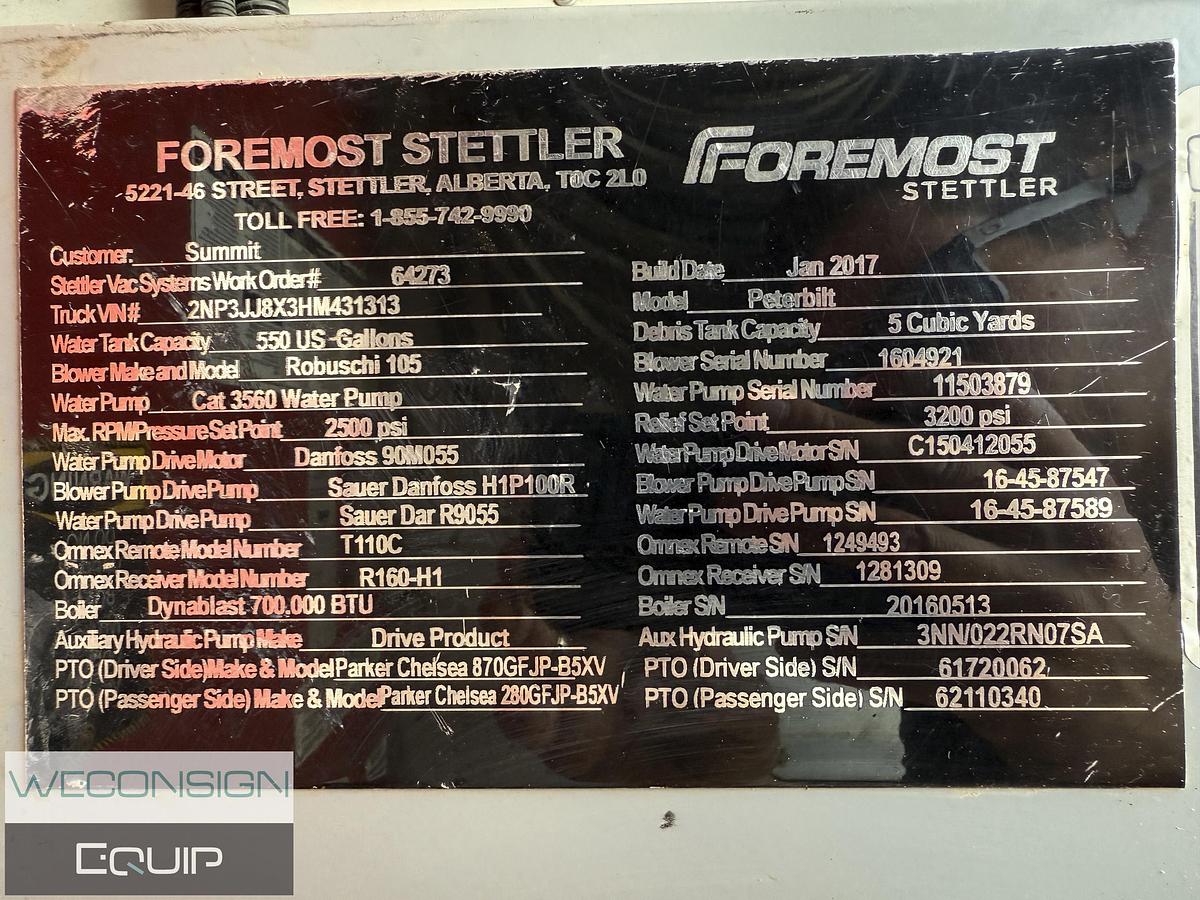 FOREMOST STETTLER
5221-46 STREET, STETTLER, ALBERTA, T0C 2L0
TOLL FREE: 1-855-742-9990
FOREMOST
STETTLER
Customer: Summit
Stettler Vac Systems Work Order# 64273
Truck VIN# 2NP3JJ8X3HM431313
Water Tank Capacity 550 US Gallons
Blower Make and Model Robuschi 105
Water Pump Cat 3560 Water Pump
Max. RPM/Pressure Set Point 2500 psi
Water Pump Drive Motor Danfoss 90M055
Blower Pump Drive Pump Sauer Danfoss H1P100R
Water Pump Drive Pump Sauer Dar R9055
Omnex Remote Model Number T110C
Omnex Receiver Model Number R160-H1
Boiler Dynablast 700.000 BTU
Auxiliary Hydraulic Pump Make Drive Product
PTO (Driver Side) Make & Model Parker Chelsea 870GFJP-B5XV
PTO (Passenger Side) Make & Model Parker Chelsea 280GFJP-B5XV
Build Date Jan 2017
Model Peterbilt
Debris Tank Capacity 5 Cubic Yards
Blower Serial Number 1604921
Water Pump Serial Number 11503879
Relief Set Point 3200 psi
Water Pump Drive Motor S/N C150412055
Blower Pump Drive Pump S/N 16-45-87547
Water Pump Drive Pump S/N 16-45-87589
Omnex Remote S/N 1249493
Omnex Receiver S/N 1281309
Boiler S/N 20160513
Aux Hydraulic Pump S/N 3NN/022RN07SA
PTO (Driver Side) S/N 61720062
PTO (Passenger Side) S/N 62110340
WECONSIGN
EQUIP